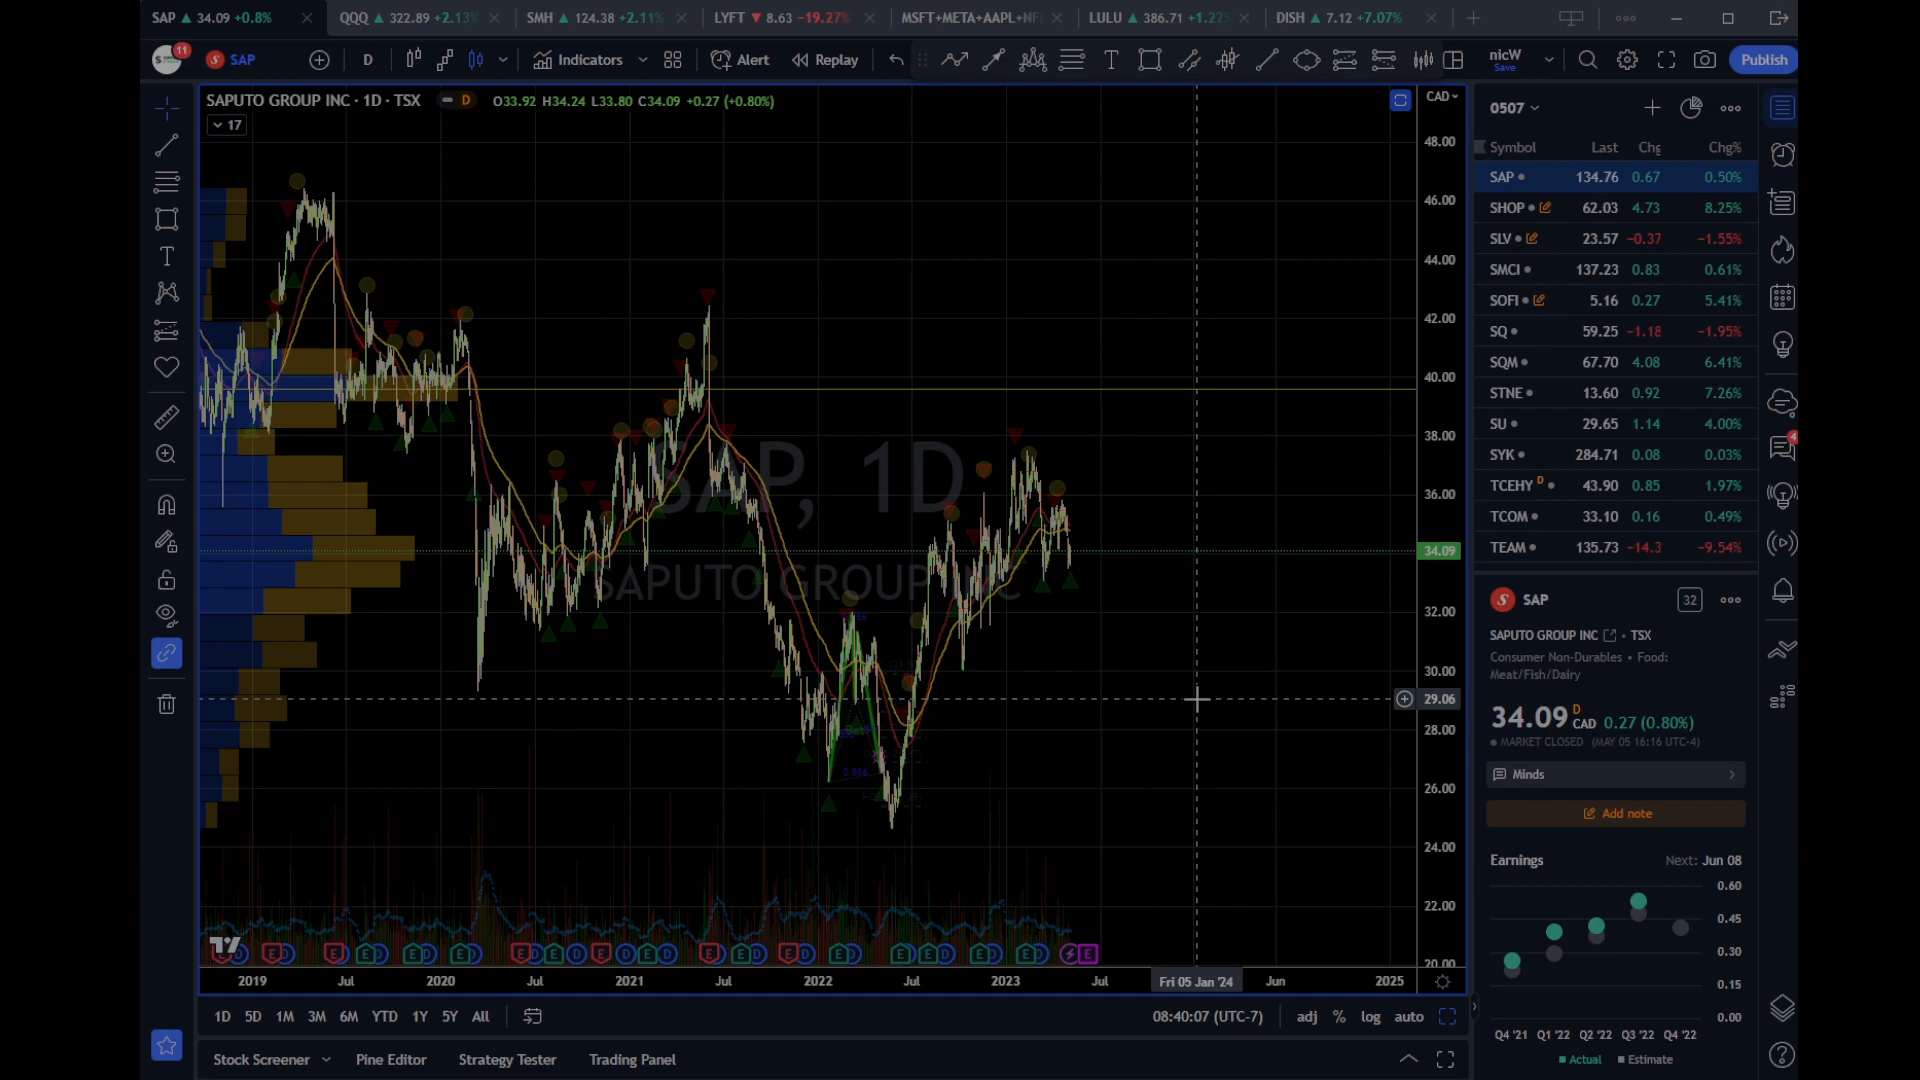 SAP ▲ 34.09 +0.8%
QQQ ▲ 322.89 +2.13%
SMH ▲ 124.38 +2.11%
LYFT ▼ 8.63 −19.27%
MSFT+META+AAPL+NF
LULU ▲ 386.71 +1.22%
DISH ▲ 7.12 +7.07%
11
SAP
D
Indicators
Alert
Replay
nicW
Save
Publish
SAPUTO GROUP INC · 1D · TSX
D
O33.92 H34.24 L33.80 C34.09 +0.27 (+0.80%)
17
CAD
48.00
46.00
44.00
42.00
40.00
38.00
36.00
34.09
32.00
30.00
29.06
28.00
26.00
24.00
22.00
20.00
SAP, 1D
SAPUTO GROUP INC
0.886
2019
Jul
2020
Jul
2021
Jul
2022
Jul
2023
Jul
Fri 05 Jan '24
Jun
2025
1D 5D 1M 3M 6M YTD 1Y 5Y All
08:40:07 (UTC-7)
adj % log auto
Stock Screener
Pine Editor
Strategy Tester
Trading Panel
0507
Symbol Last Chg Chg%
SAP 134.76 0.67 0.50%
SHOP 62.03 4.73 8.25%
SLV 23.57 −0.37 −1.55%
SMCI 137.23 0.83 0.61%
SOFI 5.16 0.27 5.41%
SQ 59.25 −1.18 −1.95%
SQM 67.70 4.08 6.41%
STNE 13.60 0.92 7.26%
SU 29.65 1.14 4.00%
SYK 284.71 0.08 0.03%
TCEHY D 43.90 0.85 1.97%
TCOM 33.10 0.16 0.49%
TEAM 135.73 −14.3 −9.54%
SAP
32
SAPUTO GROUP INC • TSX
Consumer Non-Durables • Food:
Meat/Fish/Dairy
34.09 D CAD 0.27 (0.80%)
MARKET CLOSED (MAY 05 16:16 UTC-4)
Minds
Add note
Earnings
Next: Jun 08
0.60
0.45
0.30
0.15
0.00
Q4 '21 Q1 '22 Q2 '22 Q3 '22 Q4 '22
Actual Estimate
4